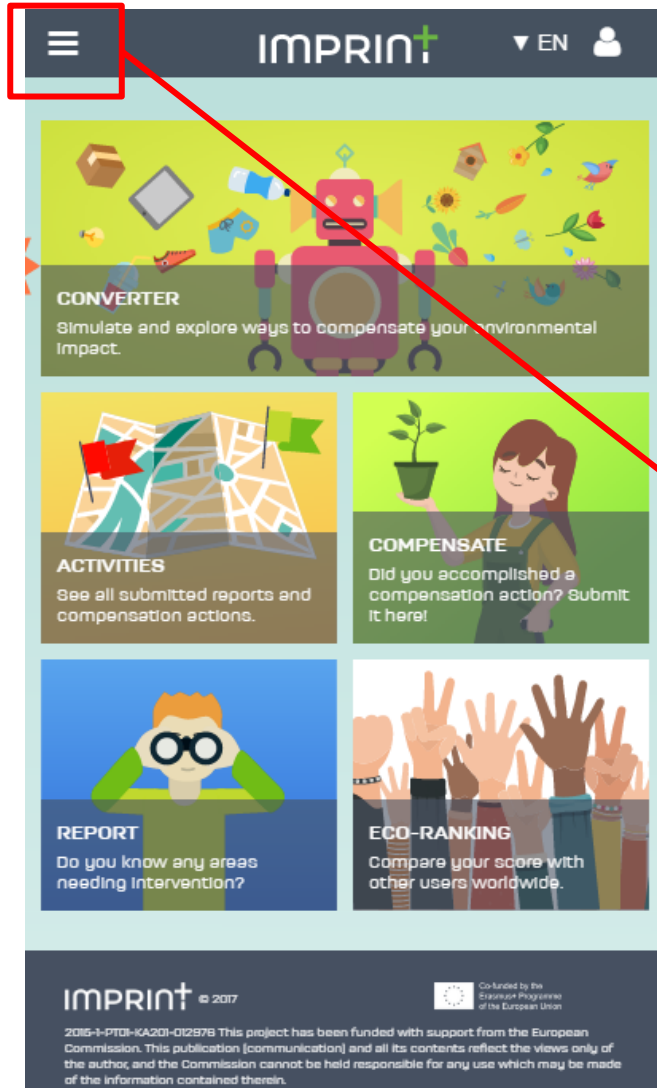 IMPRINT+
▼ EN
CONVERTER
Simulate and explore ways to compensate your environmental
impact.
ACTIVITIES
See all submitted reports and
compensation actions.
COMPENSATE
Did you accomplished a
compensation action? Submit
it here!
REPORT
Do you know any areas
needing intervention?
ECO-RANKING
Compare your score with
other users worldwide.
IMPRINT+ © 2017
Co-funded by the
Erasmus+ Programme
of the European Union
2015-1-PT01-KA201-012976 This project has been funded with support from the European
Commission. This publication [communication] and all its contents reflect the views only of
the author, and the Commission cannot be held responsible for any use which may be made
of the information contained therein.